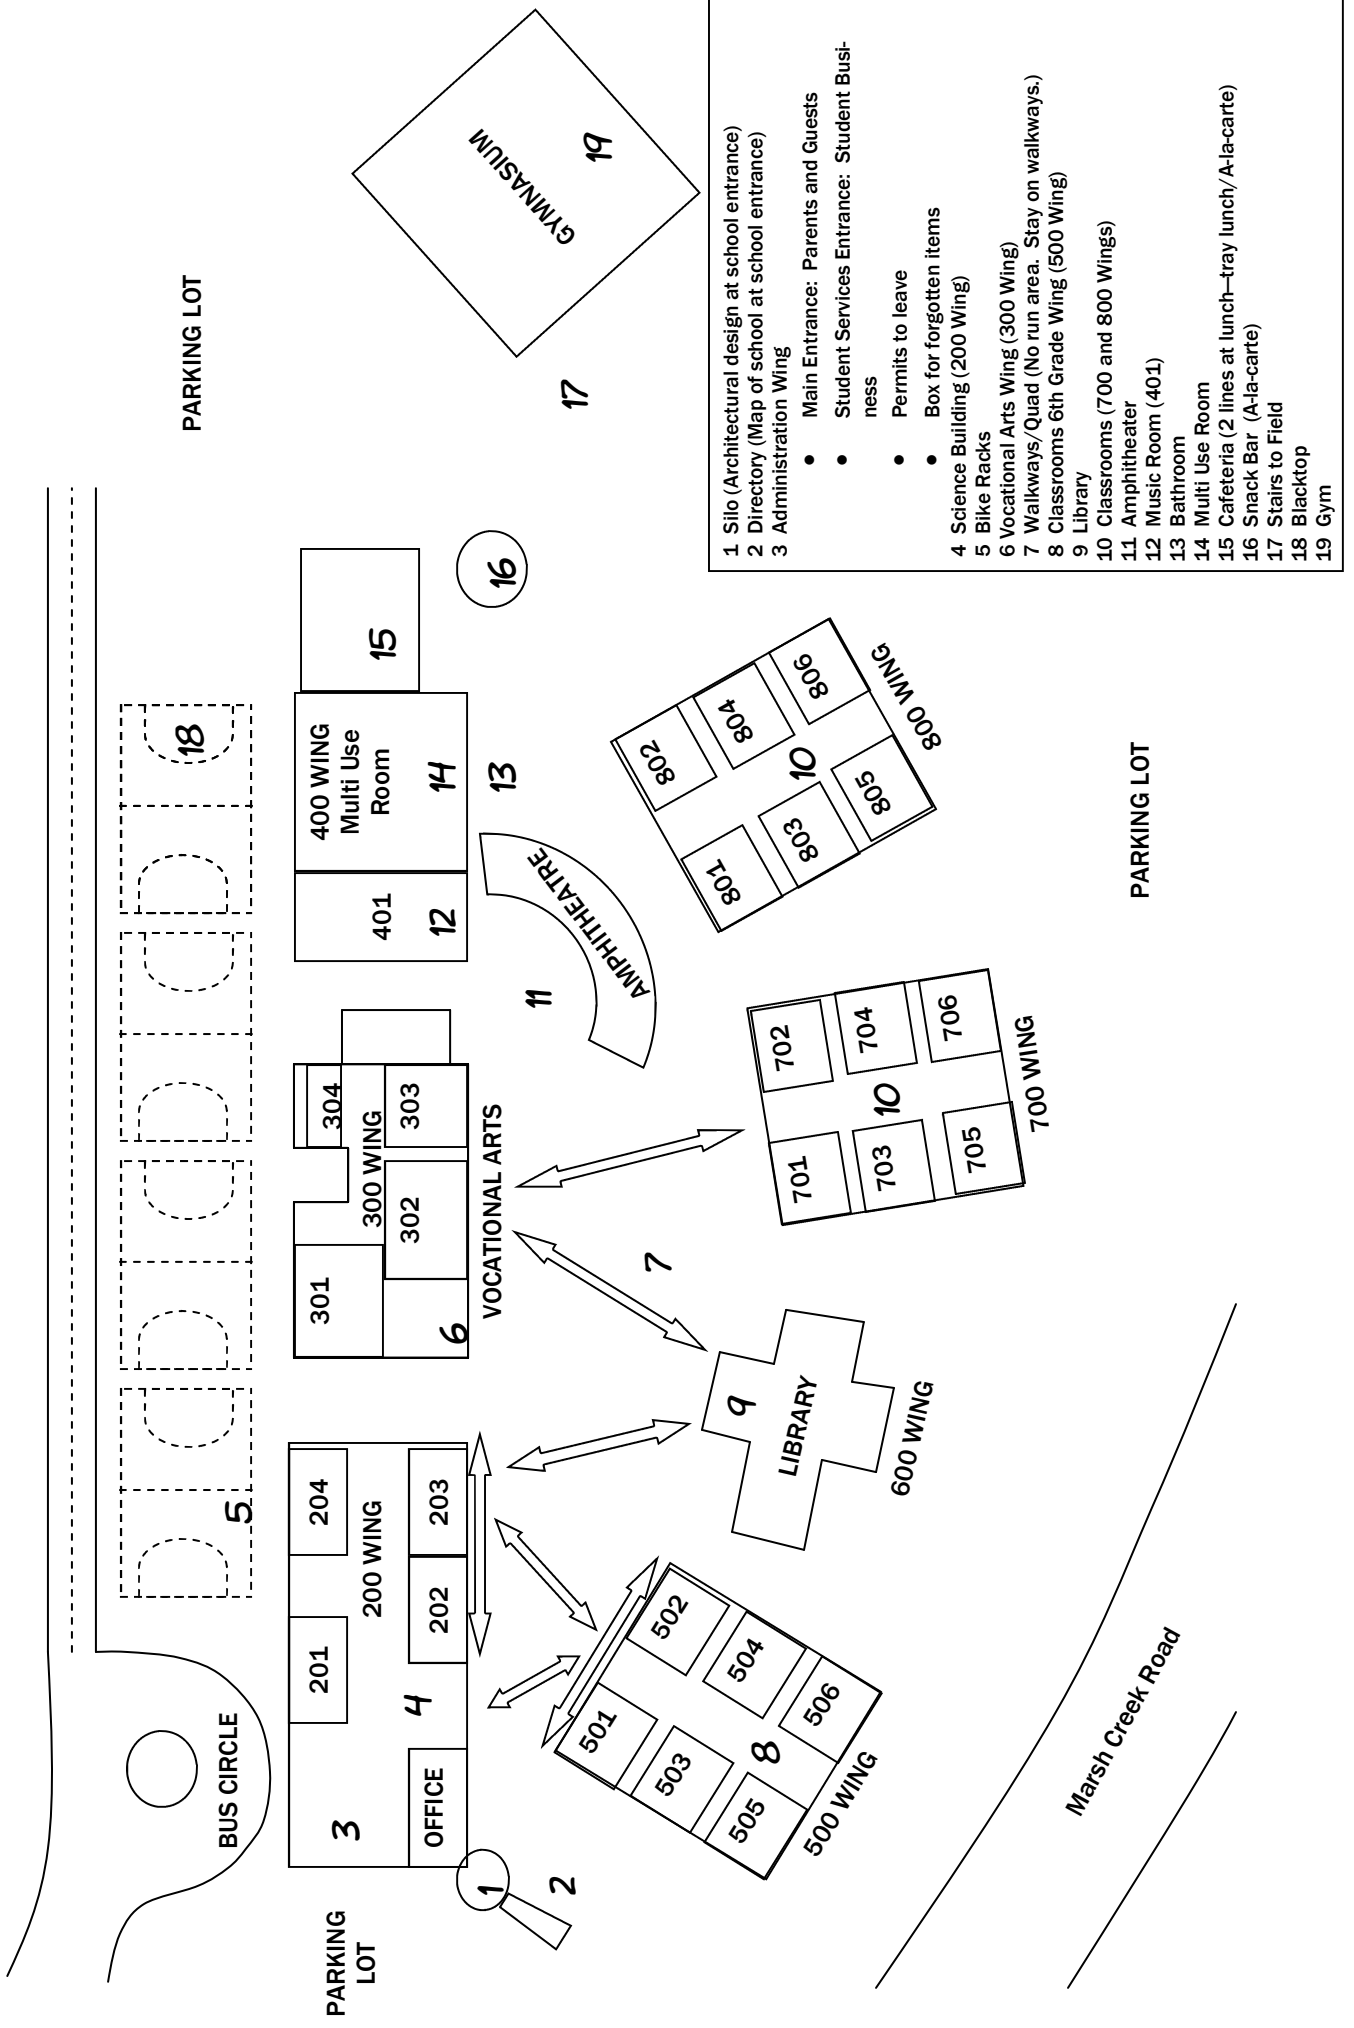 PARKING LOT
BUS CIRCLE
5
18
PARKING
LOT
3
OFFICE
4
201
202
200 WING
204
203
301
6
302
300 WING
304
303
VOCATIONAL ARTS
401
12
400 WING
Multi Use
Room
14
15
13
16
11
AMPHITHEATRE
17
GYMNASIUM
19
1
2
7
501
502
503
504
505
506
8
500 WING
9
LIBRARY
600 WING
701
702
703
704
705
706
10
700 WING
801
802
803
804
805
806
10
800 WING
PARKING LOT
Marsh Creek Road
1 Silo (Architectural design at school entrance)
2 Directory (Map of school at school entrance)
3 Administration Wing
• Main Entrance: Parents and Guests
• Student Services Entrance: Student Busi-
ness
• Permits to leave
• Box for forgotten items
4 Science Building (200 Wing)
5 Bike Racks
6 Vocational Arts Wing (300 Wing)
7 Walkways/Quad (No run area. Stay on walkways.)
8 Classrooms 6th Grade Wing (500 Wing)
9 Library
10 Classrooms (700 and 800 Wings)
11 Amphitheater
12 Music Room (401)
13 Bathroom
14 Multi Use Room
15 Cafeteria (2 lines at lunch—tray lunch/A-la-carte)
16 Snack Bar (A-la-carte)
17 Stairs to Field
18 Blacktop
19 Gym